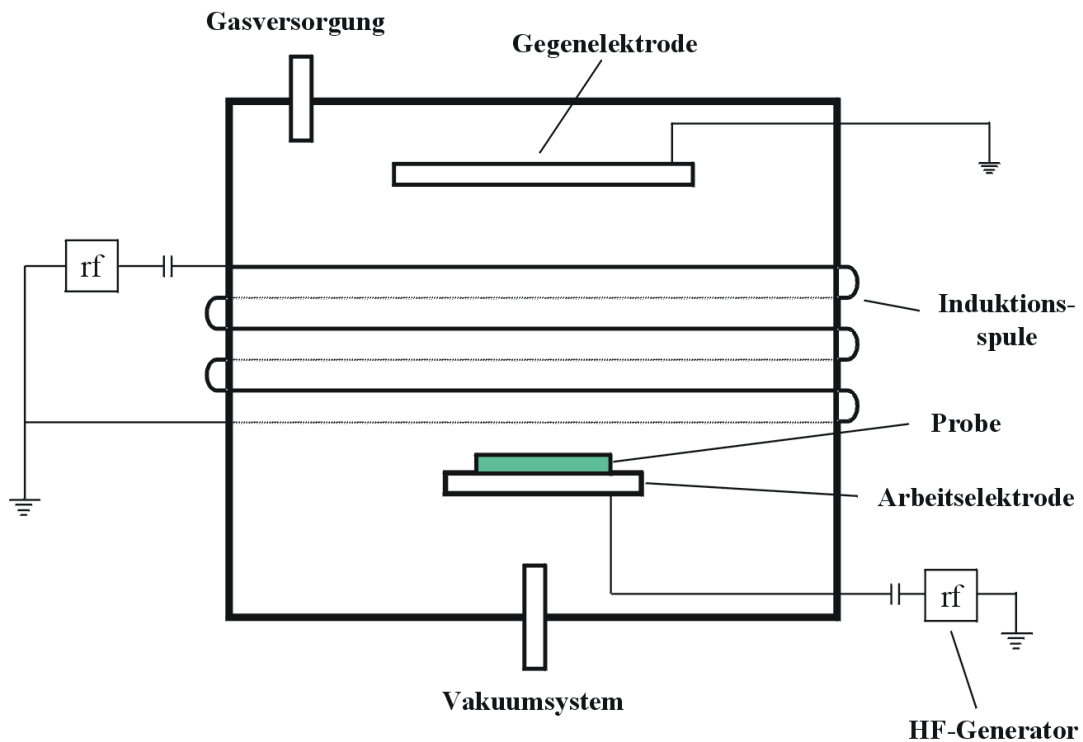 Gasversorgung
Gegenelektrode
rf
Induktions-
spule
Probe
Arbeitselektrode
rf
Vakuumsystem
HF-Generator